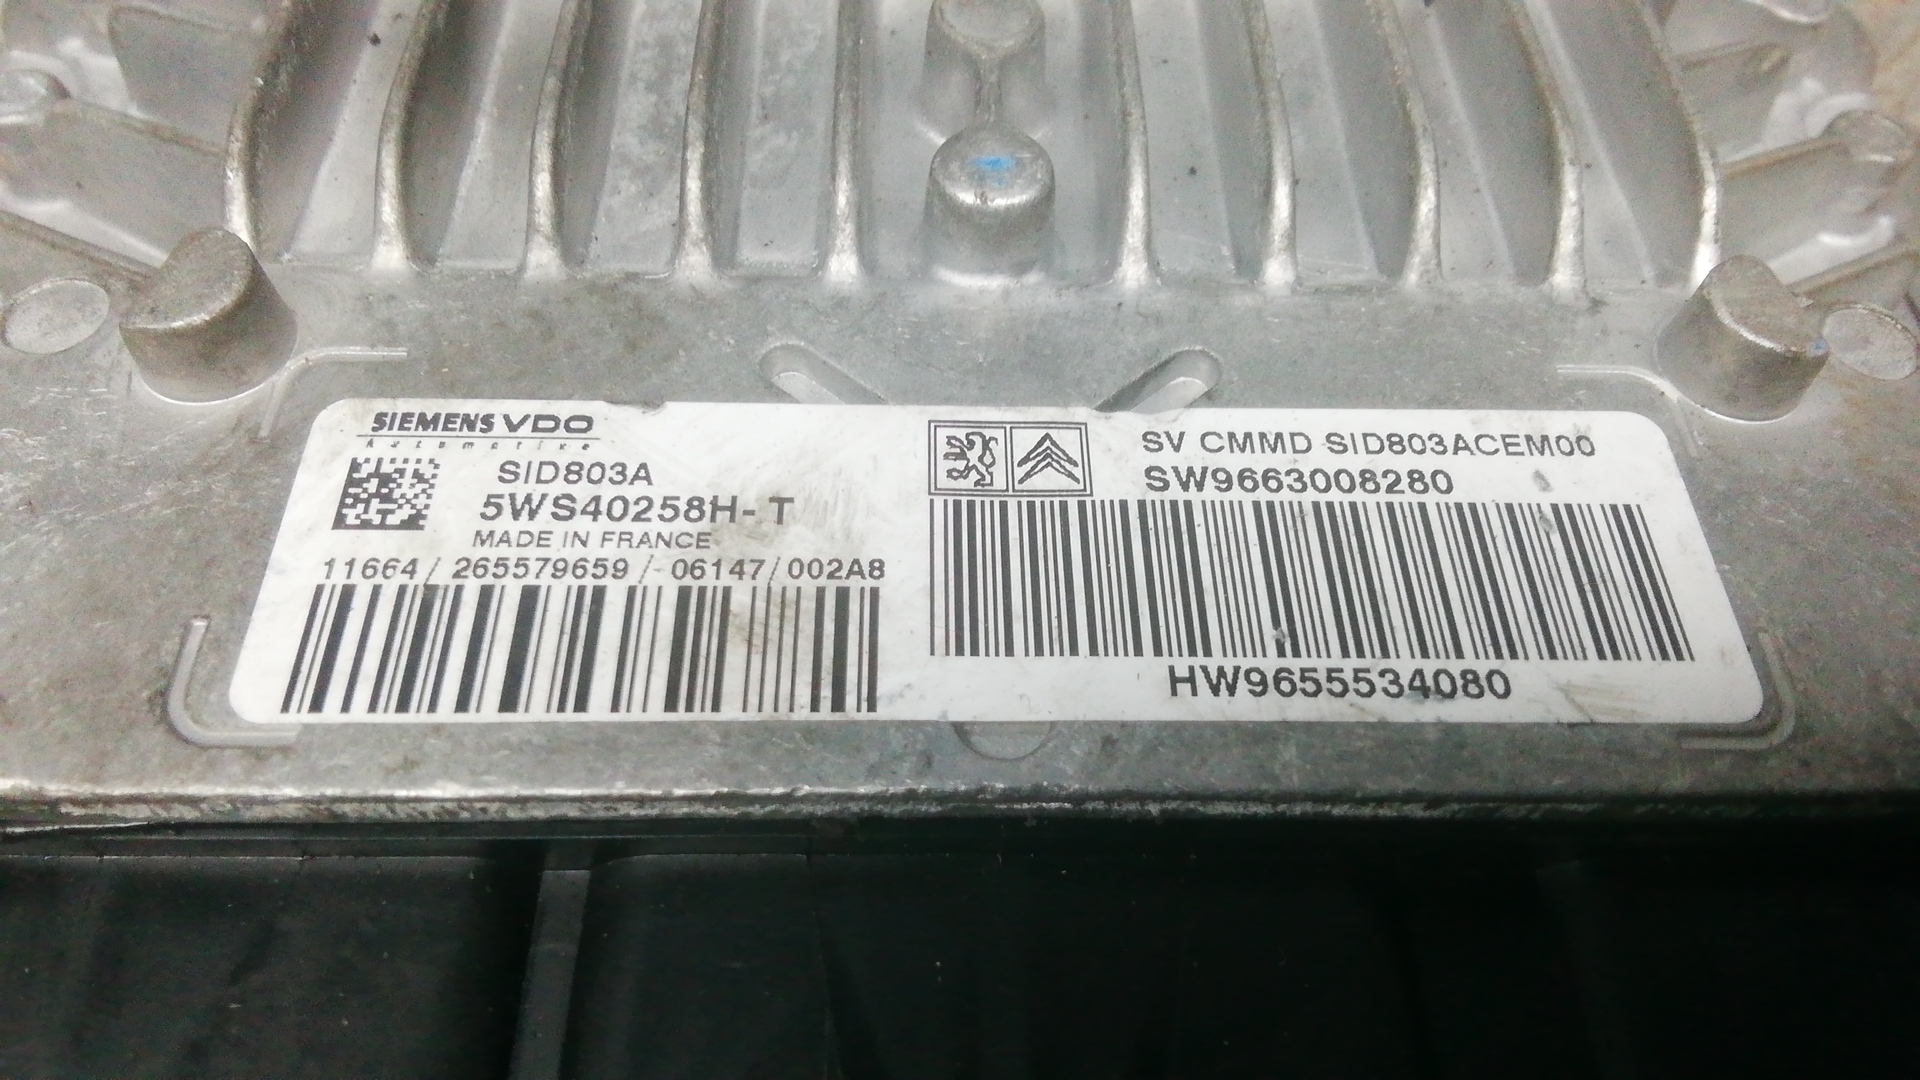 SIEMENS VDO
Automotive
SID803A
5WS40258H-T
MADE IN FRANCE
11664 / 265579659 / 06147 / 002A8
SV CMMD SID803ACEM00
SW9663008280
HW9655534080